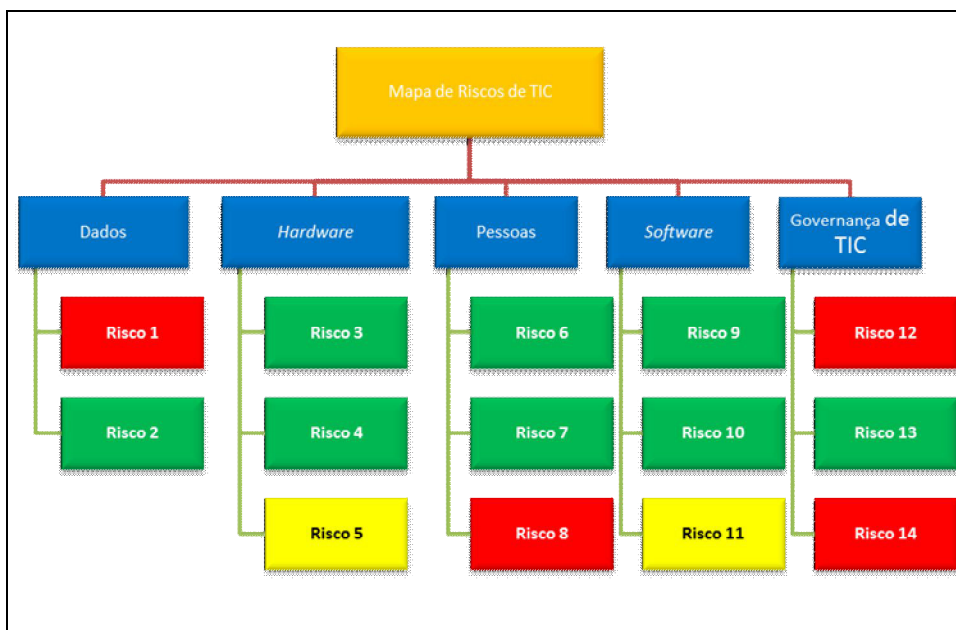 Mapa de Riscos de TIC
Dados
Hardware
Pessoas
Software
Governança de
TIC
Risco 1
Risco 3
Risco 6
Risco 9
Risco 12
Risco 2
Risco 4
Risco 7
Risco 10
Risco 13
Risco 5
Risco 8
Risco 11
Risco 14